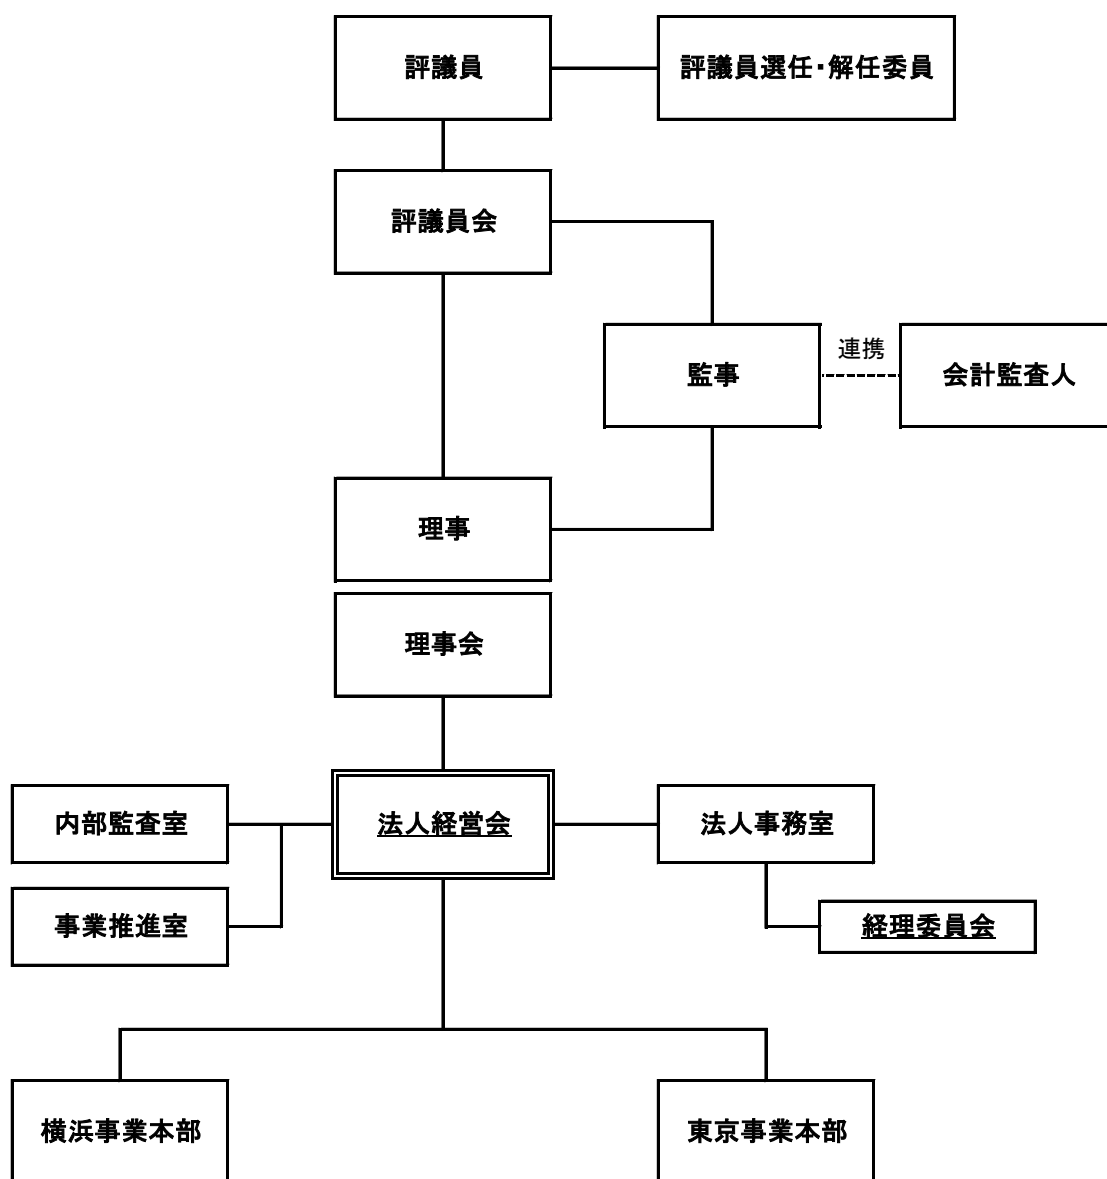 評議員
評議員選任・解任委員
評議員会
監事
連携
会計監査人
理事
理事会
内部監査室
法人経営会
法人事務室
事業推進室
経理委員会
横浜事業本部
東京事業本部